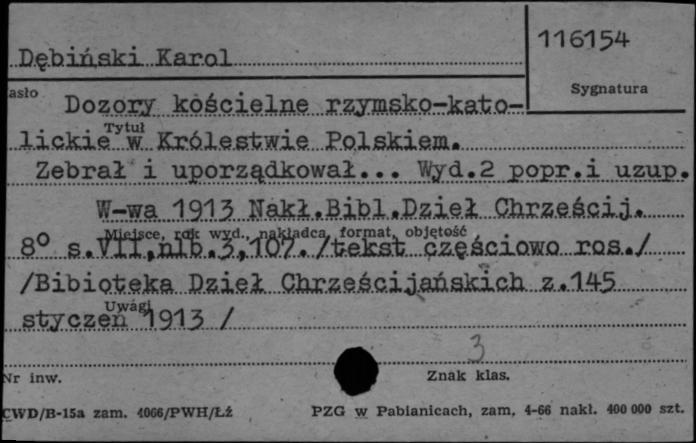 116154
Dębiński Karol
Sygnatura
asło
Dozory kościelne rzymsko-kato-
Tytuł
lickie w Królestwie Polskiem.
Zebrał i uporządkował... Wyd.2 popr.i uzup.
W-wa 1913 Nakł.Bibl.Dzieł Chrześcij.
Miejsce, rok wyd., nakładca, format, objętość
8° s.VII,nlb.3,107. /tekst częściowo ros./
/Bibioteka Dzieł Chrześcijańskich z.145
Uwagi
styczeń 1913 /
3
Nr inw.
Znak klas.
CWD/B-15a zam. 4066/PWH/Łż
PZG w Pabianicach, zam. 4-66 nakł. 400 000 szt.